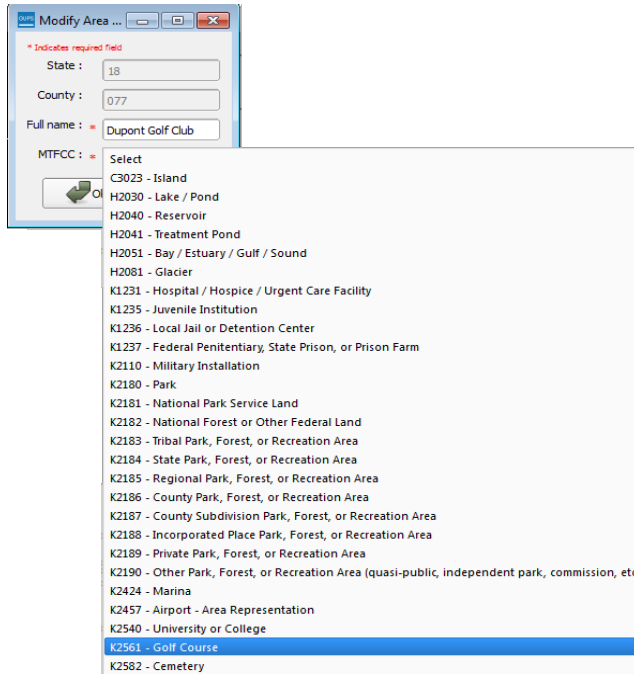 GUPS Modify Area ...
* Indicates required field
State :
18
County :
077
Full name : *
Dupont Golf Club
MTFCC : *
Select
C3023 - Island
H2030 - Lake / Pond
H2040 - Reservoir
H2041 - Treatment Pond
H2051 - Bay / Estuary / Gulf / Sound
H2081 - Glacier
K1231 - Hospital / Hospice / Urgent Care Facility
K1235 - Juvenile Institution
K1236 - Local Jail or Detention Center
K1237 - Federal Penitentiary, State Prison, or Prison Farm
K2110 - Military Installation
K2180 - Park
K2181 - National Park Service Land
K2182 - National Forest or Other Federal Land
K2183 - Tribal Park, Forest, or Recreation Area
K2184 - State Park, Forest, or Recreation Area
K2185 - Regional Park, Forest, or Recreation Area
K2186 - County Park, Forest, or Recreation Area
K2187 - County Subdivision Park, Forest, or Recreation Area
K2188 - Incorporated Place Park, Forest, or Recreation Area
K2189 - Private Park, Forest, or Recreation Area
K2190 - Other Park, Forest, or Recreation Area (quasi-public, independent park, commission, etc
K2424 - Marina
K2457 - Airport - Area Representation
K2540 - University or College
K2561 - Golf Course
K2582 - Cemetery